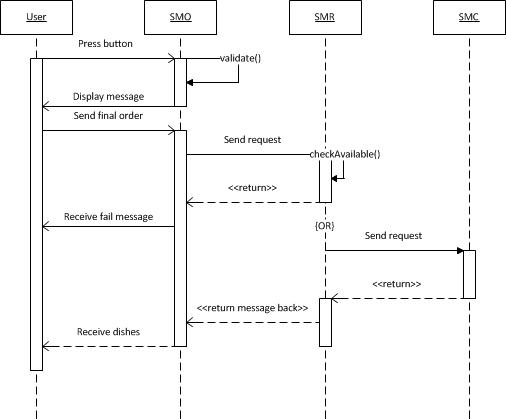 User
SMO
SMR
SMC
Press button
validate()
Display message
Send final order
Send request
checkAvailable()
<<return>>
Receive fail message
{OR}
Send request
<<return>>
<<return message back>>
Receive dishes